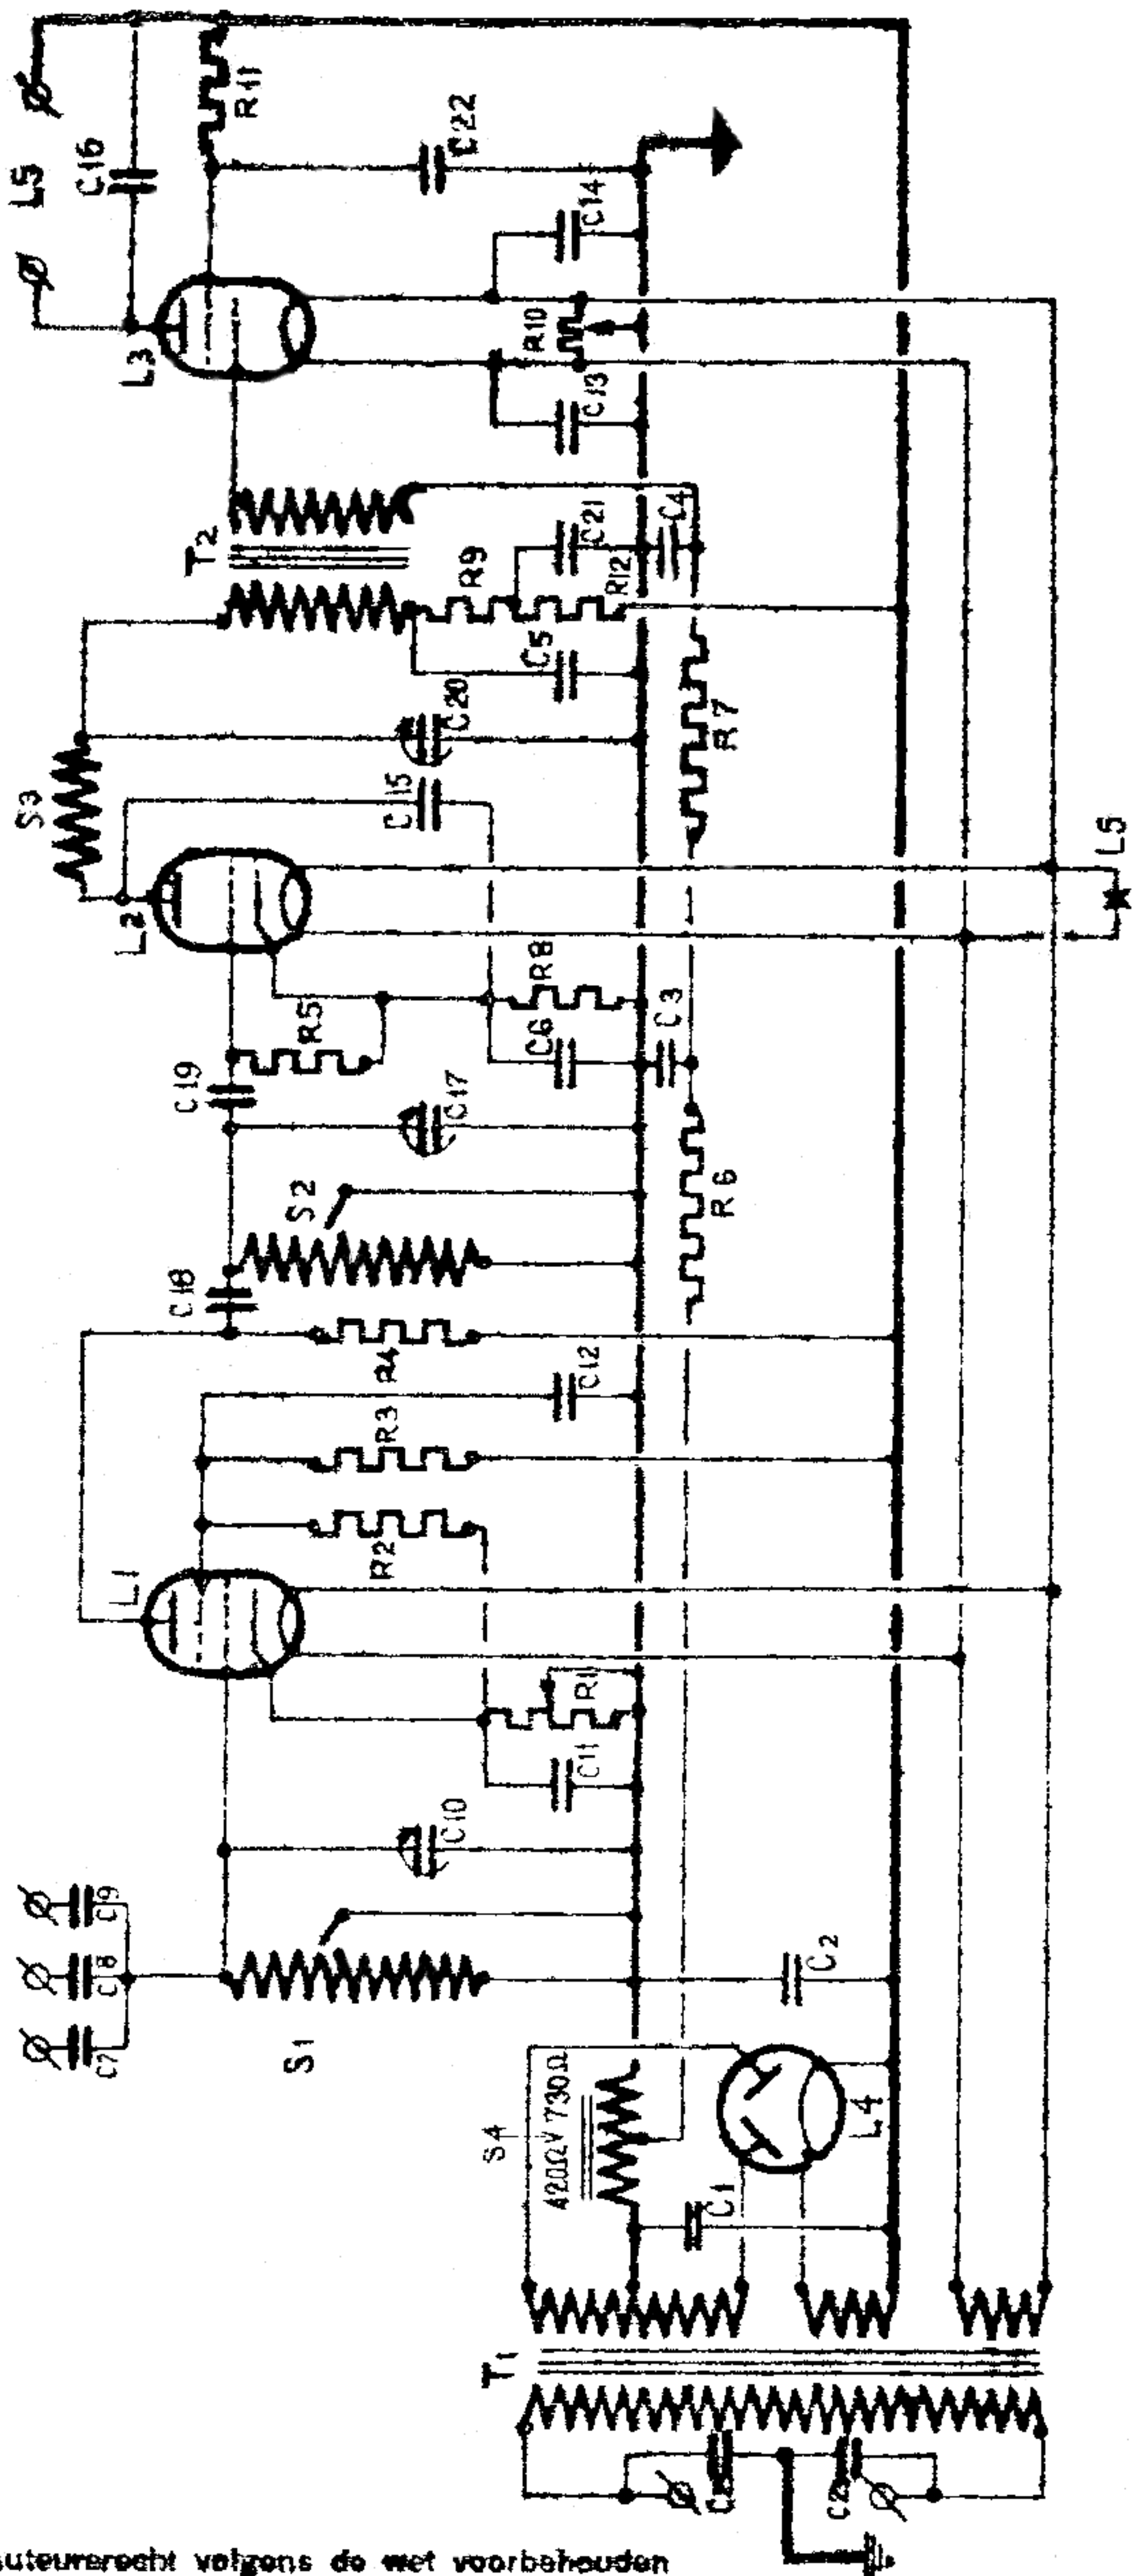 L5
C16
R11
C22
L3
C14
R10
C13
T2
R9
C21
C4
R12
C5
C20
R7
S3
C15
L2
R8
R5
C6
C3
C19
C17
S2
R6
C18
R4
C12
R3
R2
L1
R1
C11
C10
C9
C8
C7
S1
C2
S4
420Ω V 730Ω
L4
C1
T1
L5
Auteursrecht volgens de wet voorbehouden